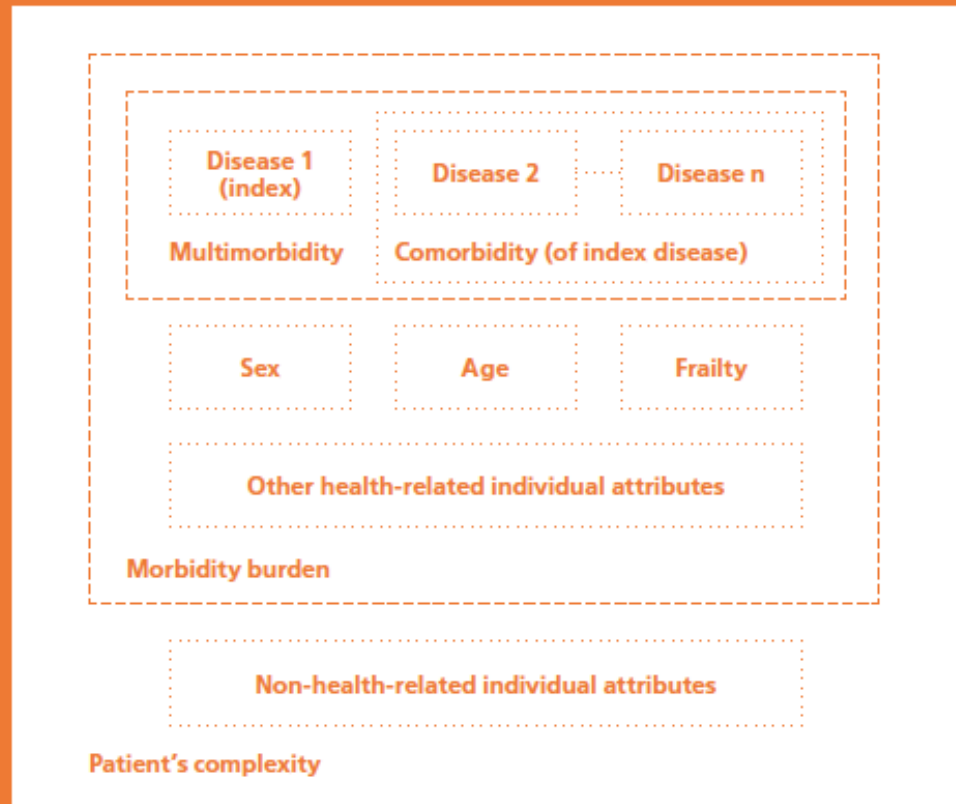 Disease 1
(index)
Disease 2
Disease n
Multimorbidity
Comorbidity (of index disease)
Sex
Age
Frailty
Other health-related individual attributes
Morbidity burden
Non-health-related individual attributes
Patient’s complexity